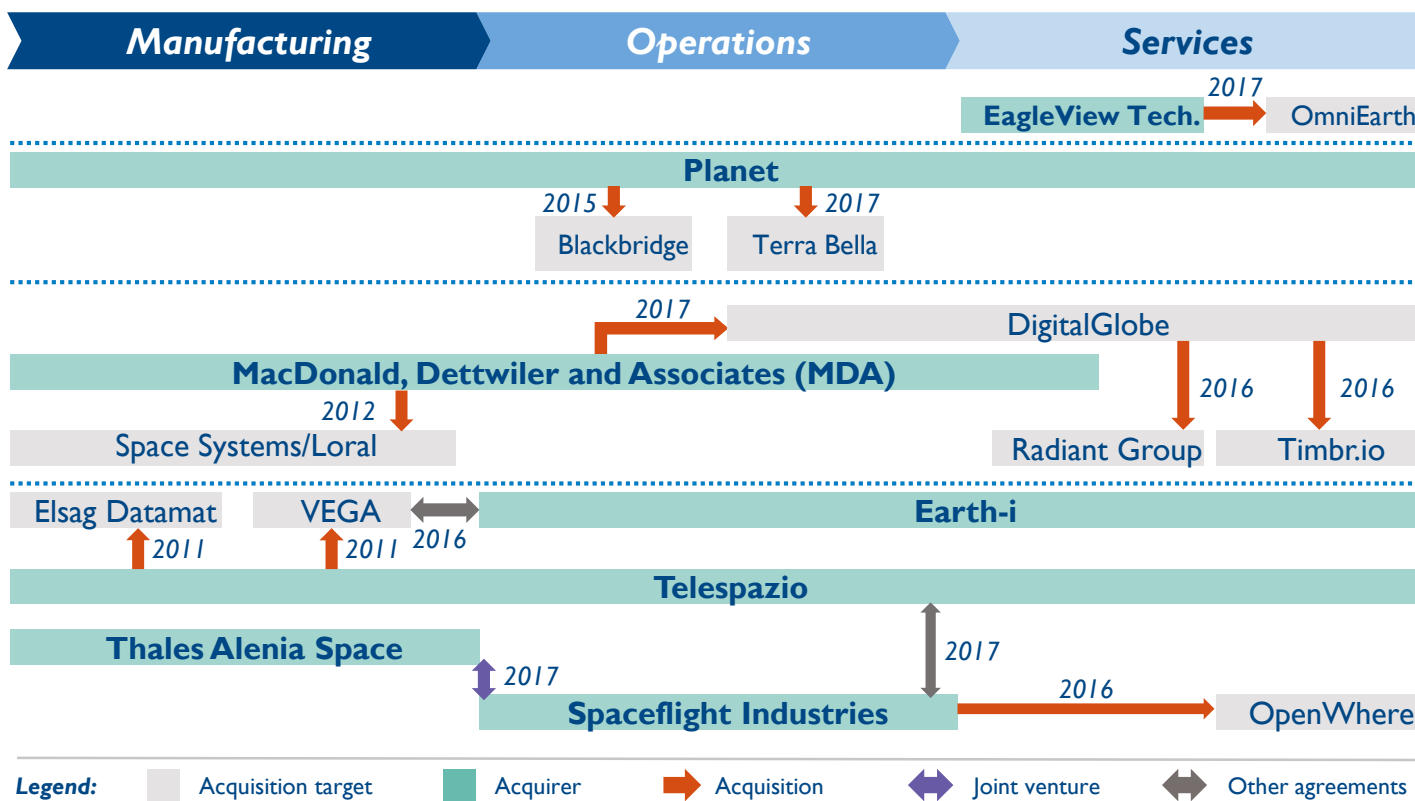 Manufacturing
Operations
Services
2017
EagleView Tech.
OmniEarth
Planet
2015
2017
Blackbridge
Terra Bella
2017
DigitalGlobe
MacDonald, Dettwiler and Associates (MDA)
2012
2016
2016
Space Systems/Loral
Radiant Group
Timbr.io
Elsag Datamat
VEGA
Earth-i
2011
2011
2016
Telespazio
Thales Alenia Space
2017
2017
2016
Spaceflight Industries
OpenWhere
Legend:
Acquisition target
Acquirer
Acquisition
Joint venture
Other agreements